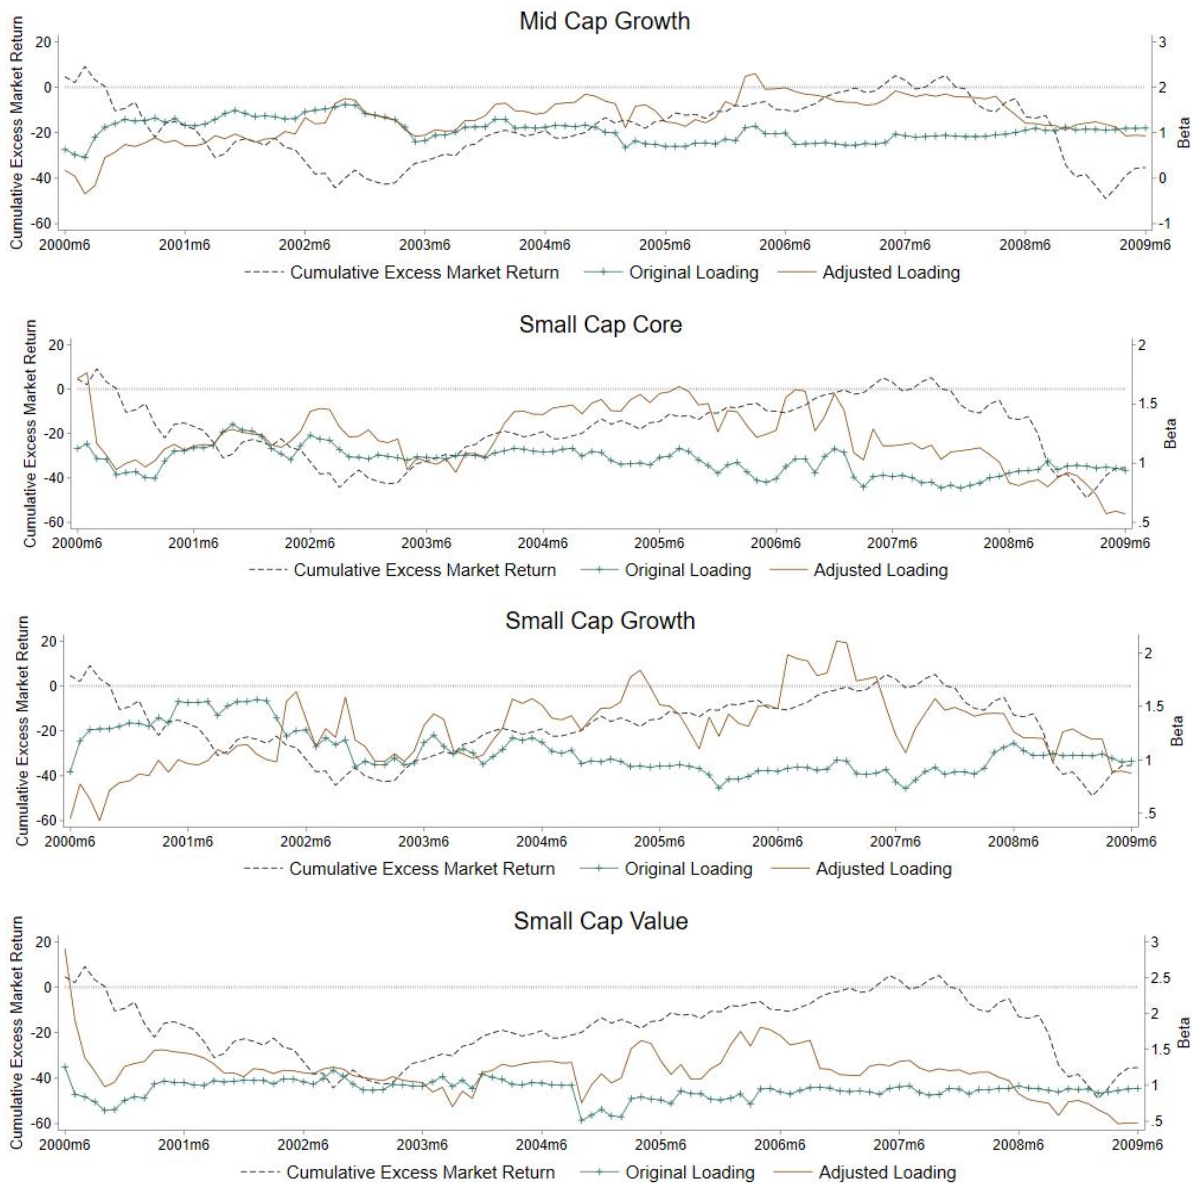 Mid Cap Growth
Cumulative Excess Market Return
20
0
-20
-40
-60
3
2
1
0
-1
Beta
2000m6 2001m6 2002m6 2003m6 2004m6 2005m6 2006m6 2007m6 2008m6 2009m6
Cumulative Excess Market Return Original Loading Adjusted Loading
Small Cap Core
Cumulative Excess Market Return
20
0
-20
-40
-60
2
1.5
1
.5
Beta
2000m6 2001m6 2002m6 2003m6 2004m6 2005m6 2006m6 2007m6 2008m6 2009m6
Cumulative Excess Market Return Original Loading Adjusted Loading
Small Cap Growth
Cumulative Excess Market Return
20
0
-20
-40
-60
2
1.5
1
.5
Beta
2000m6 2001m6 2002m6 2003m6 2004m6 2005m6 2006m6 2007m6 2008m6 2009m6
Cumulative Excess Market Return Original Loading Adjusted Loading
Small Cap Value
Cumulative Excess Market Return
20
0
-20
-40
-60
3
2.5
2
1.5
1
.5
Beta
2000m6 2001m6 2002m6 2003m6 2004m6 2005m6 2006m6 2007m6 2008m6 2009m6
Cumulative Excess Market Return Original Loading Adjusted Loading